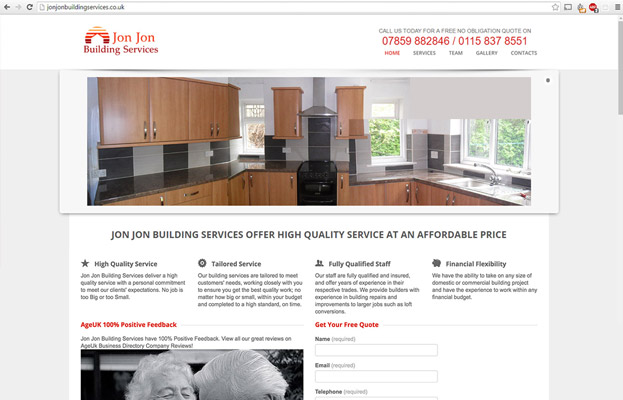 jonjonbuildingservices.co.uk
Jon Jon
Building Services
CALL US TODAY FOR A FREE NO OBLIGATION QUOTE ON
07859 882846 / 0115 837 8551
HOME SERVICES TEAM GALLERY CONTACTS
JON JON BUILDING SERVICES OFFER HIGH QUALITY SERVICE AT AN AFFORDABLE PRICE
High Quality Service
Jon Jon Building Services deliver a high
quality service with a personal commitment
to meet our clients' expectations. No job is
too Big or too Small.
Tailored Service
Our building services are tailored to meet
customers' needs, working closely with you
to ensure you get the best quality work; no
matter how big or small, within your budget
and completed to a high standard, on time.
Fully Qualified Staff
Our staff are fully qualified and insured,
and offer years of experience in their
respective trades. We provide builders with
experience in building repairs and
improvements to larger jobs such as loft
conversions.
Financial Flexibility
We have the ability to take on any size of
domestic or commercial building project
and have the experience to work within any
financial budget.
AgeUK 100% Positive Feedback
Jon Jon Building Services have 100% Positive Feedback. View all our great reviews on
AgeUk Business Directory Company Reviews!
Get Your Free Quote
Name (required)
Email (required)
Telephone (required)